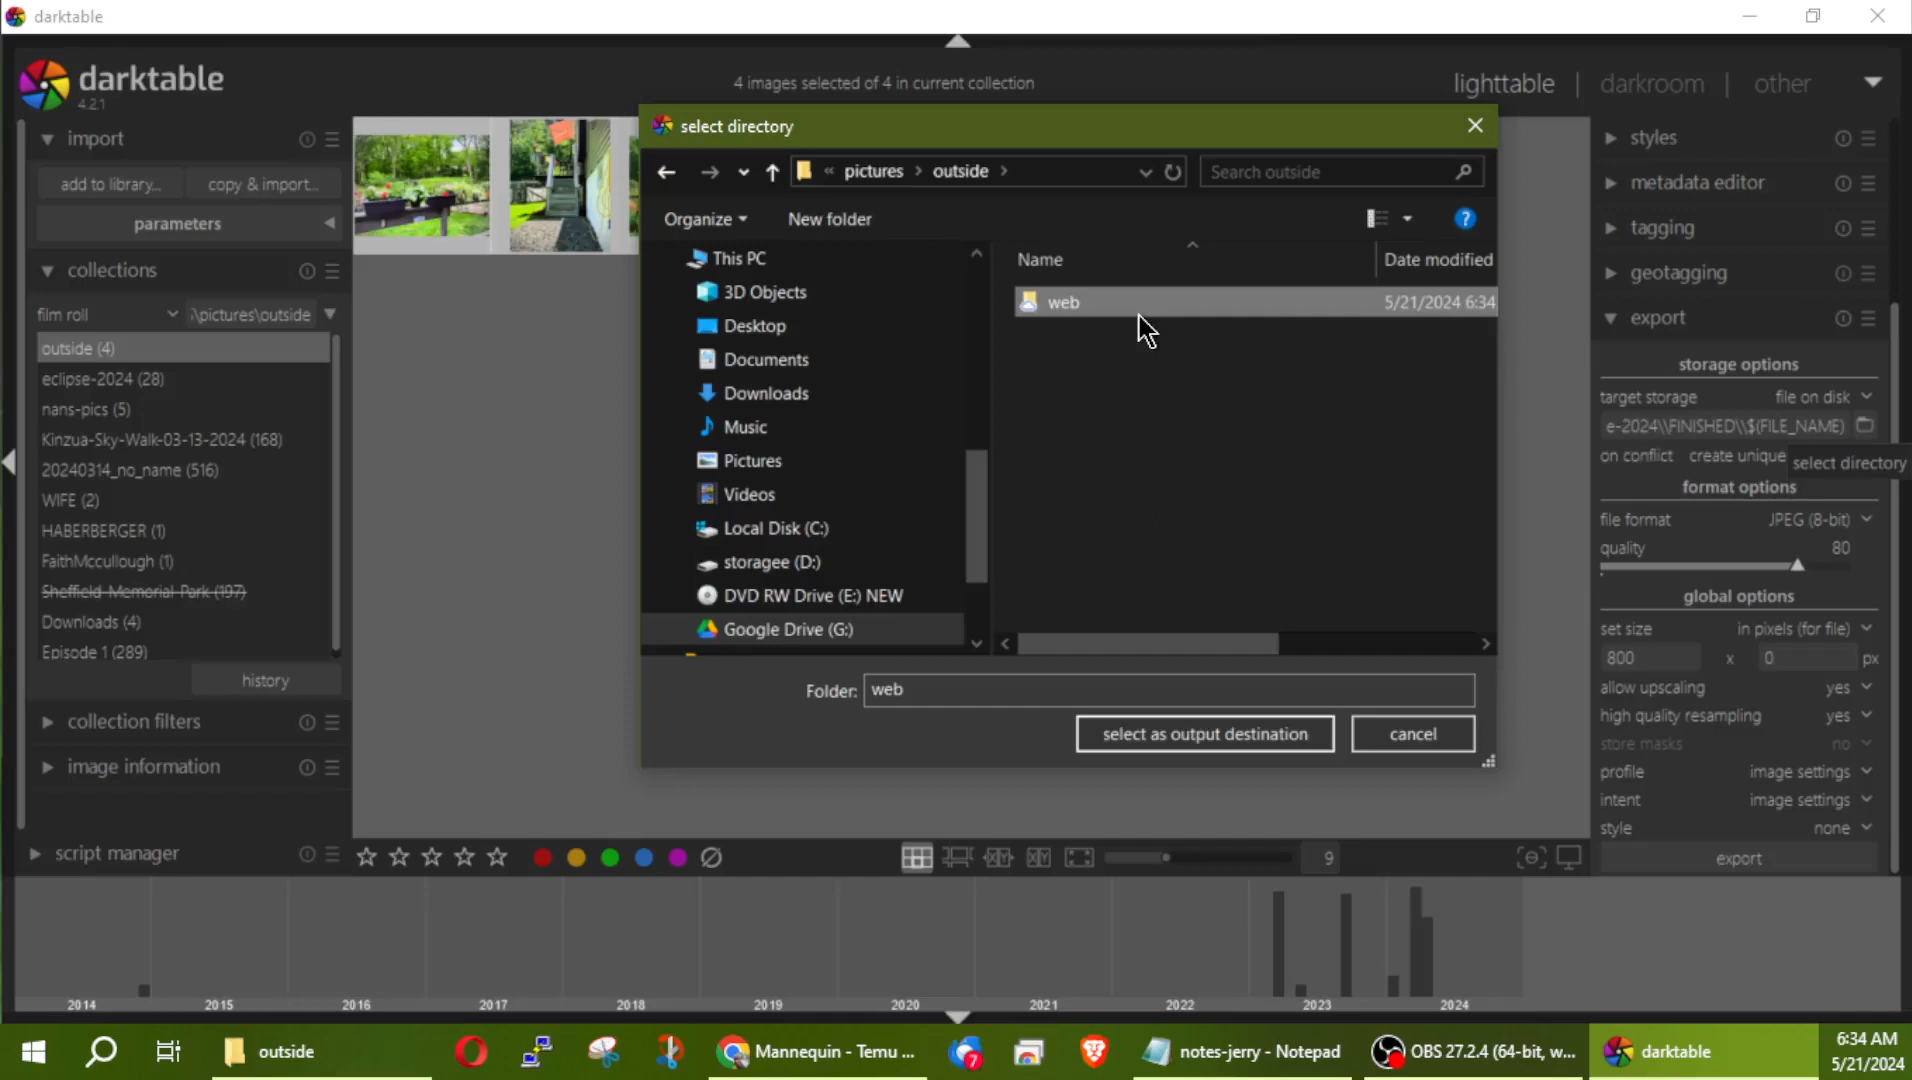 darktable
darktable
4.2.1
4 images selected of 4 in current collection
lighttable | darkroom | other
import
add to library...
copy & import...
parameters
collections
film roll
\pictures\outside
outside (4)
eclipse-2024 (28)
nans-pics (5)
Kinzua-Sky-Walk-03-13-2024 (168)
20240314_no_name (516)
WIFE (2)
HABERBERGER (1)
FaithMccullough (1)
Sheffield-Memorial-Park (197)
Downloads (4)
Episode 1 (289)
history
collection filters
image information
script manager
select directory
« pictures > outside >
Search outside
Organize
New folder
This PC
3D Objects
Desktop
Documents
Downloads
Music
Pictures
Videos
Local Disk (C:)
storagee (D:)
DVD RW Drive (E:) NEW
Google Drive (G:)
Name
Date modified
web
5/21/2024 6:34
Folder:
web
select as output destination
cancel
styles
metadata editor
tagging
geotagging
export
storage options
target storage
file on disk
e-2024\\FINISHED\\$(FILE_NAME)
on conflict
create unique
select directory
format options
file format
JPEG (8-bit)
quality
80
global options
set size
in pixels (for file)
800 x 0 px
allow upscaling
yes
high quality resampling
yes
store masks
no
profile
image settings
intent
image settings
style
none
export
9
2014 2015 2016 2017 2018 2019 2020 2021 2022 2023 2024
outside
Mannequin - Temu ...
7
notes-jerry - Notepad
OBS 27.2.4 (64-bit, w...
darktable
6:34 AM
5/21/2024